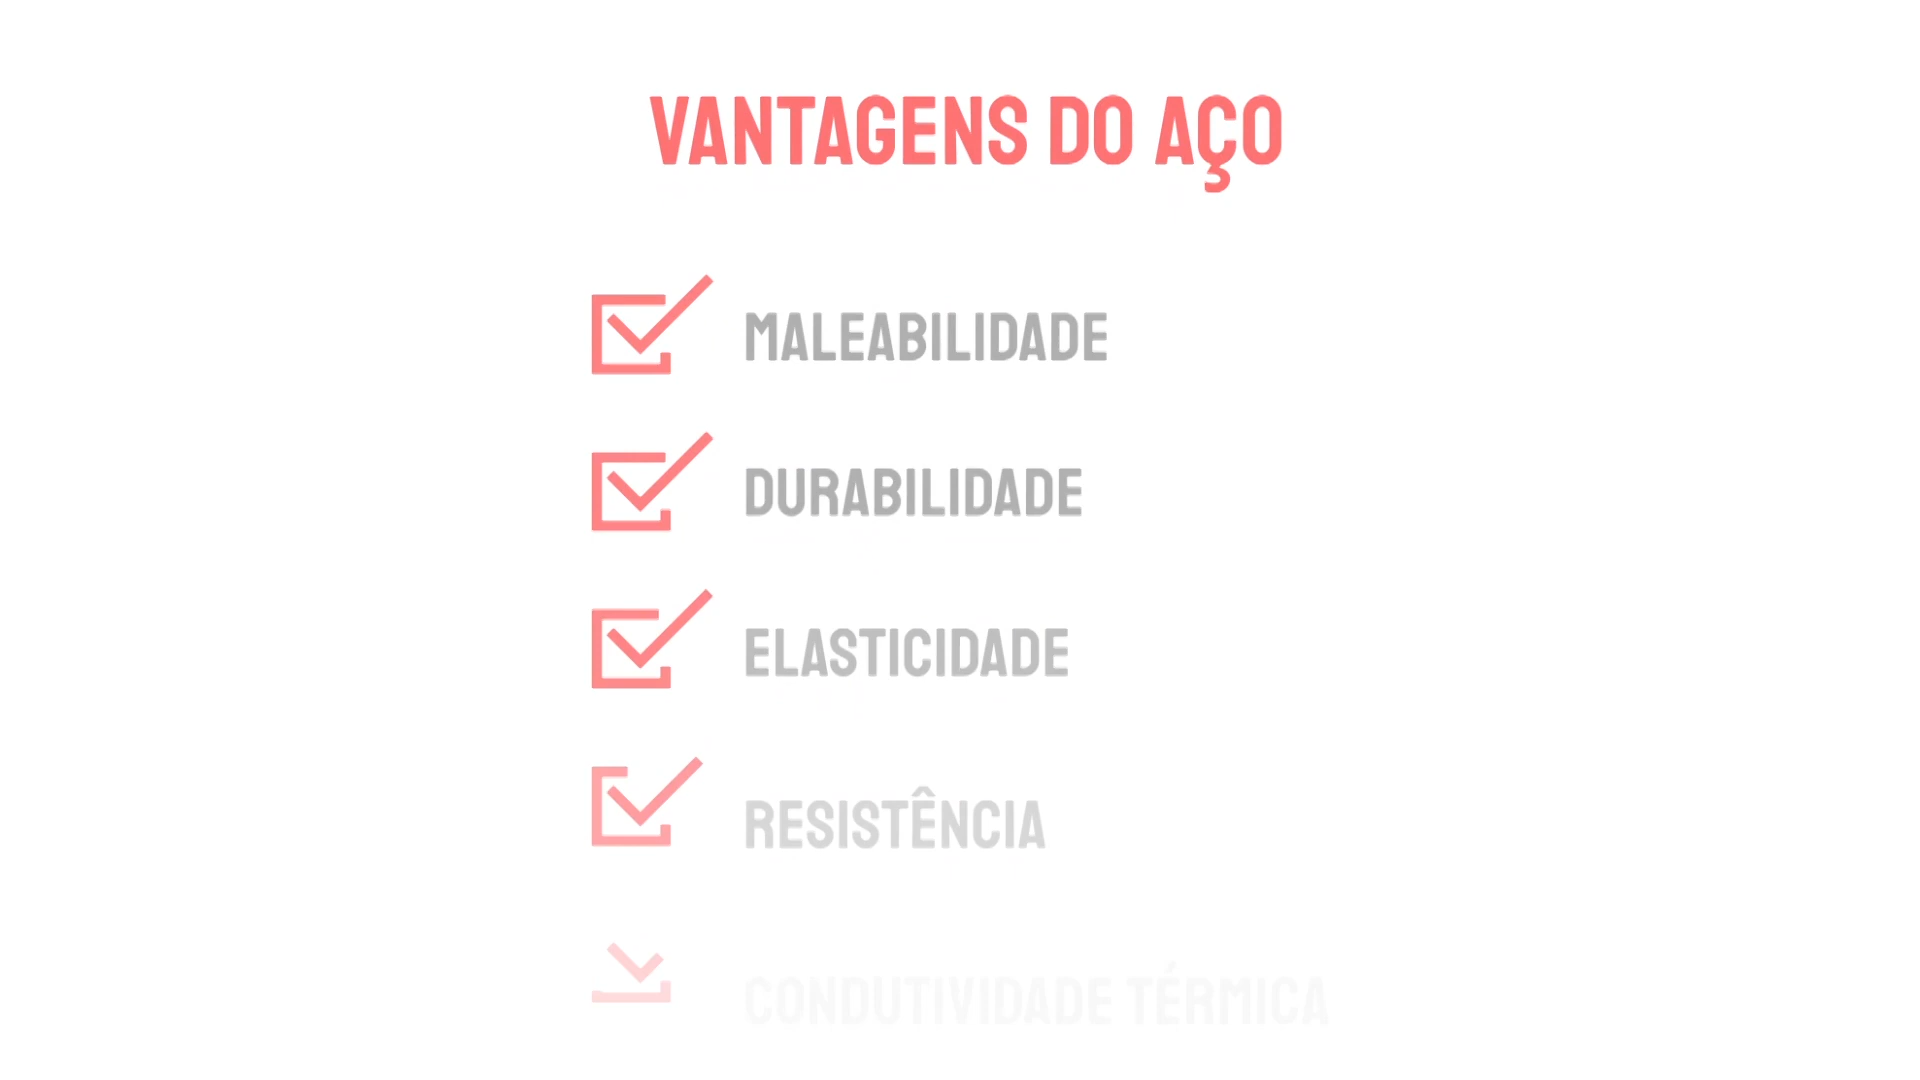 VANTAGENS DO AÇO
MALEABILIDADE
DURABILIDADE
ELASTICIDADE
RESISTÊNCIA
CONDUTIVIDADE TÉRMICA